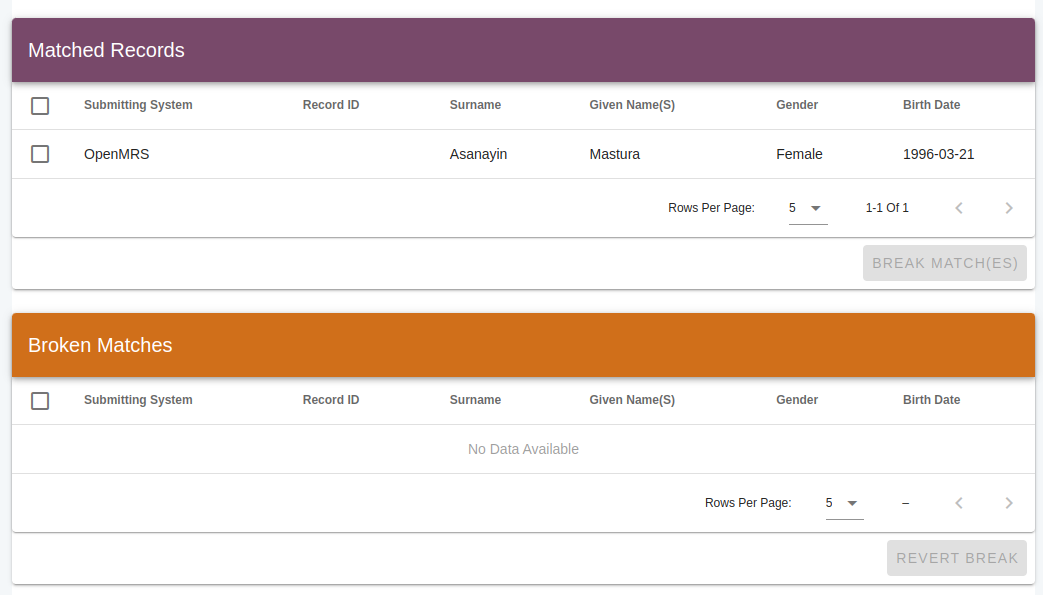 Matched Records
Submitting System Record ID Surname Given Name(S) Gender Birth Date
OpenMRS Asanayin Mastura Female 1996-03-21
Rows Per Page: 5 1-1 Of 1
BREAK MATCH(ES)
Broken Matches
Submitting System Record ID Surname Given Name(S) Gender Birth Date
No Data Available
Rows Per Page: 5 –
REVERT BREAK